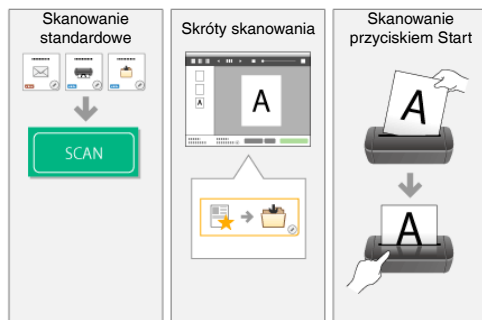 Skanowanie
standardowe
SCAN
Skróty skanowania
A
A
Skanowanie
przyciskiem Start
A
A